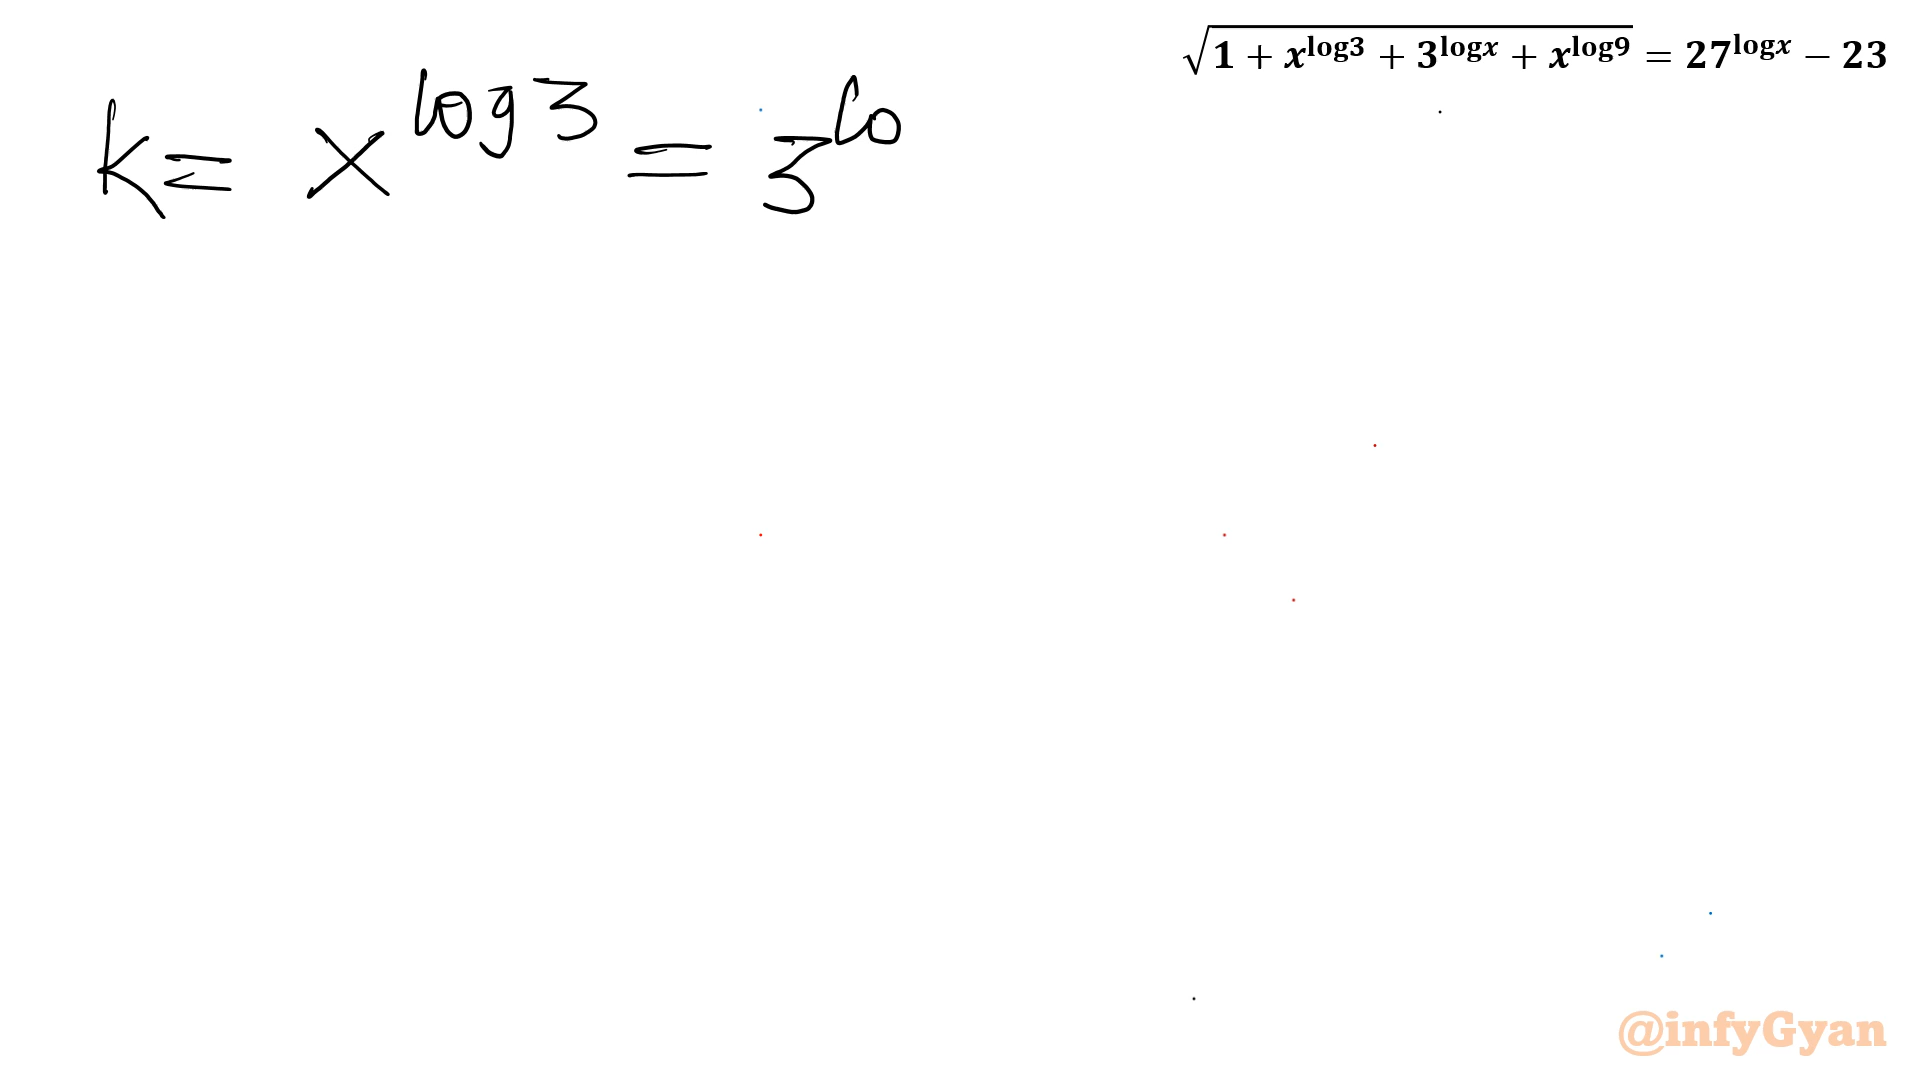 √(1 + x^log3 + 3^logx + x^log9) = 27^logx − 23
k = x^log3 = 3^lo
@infyGyan